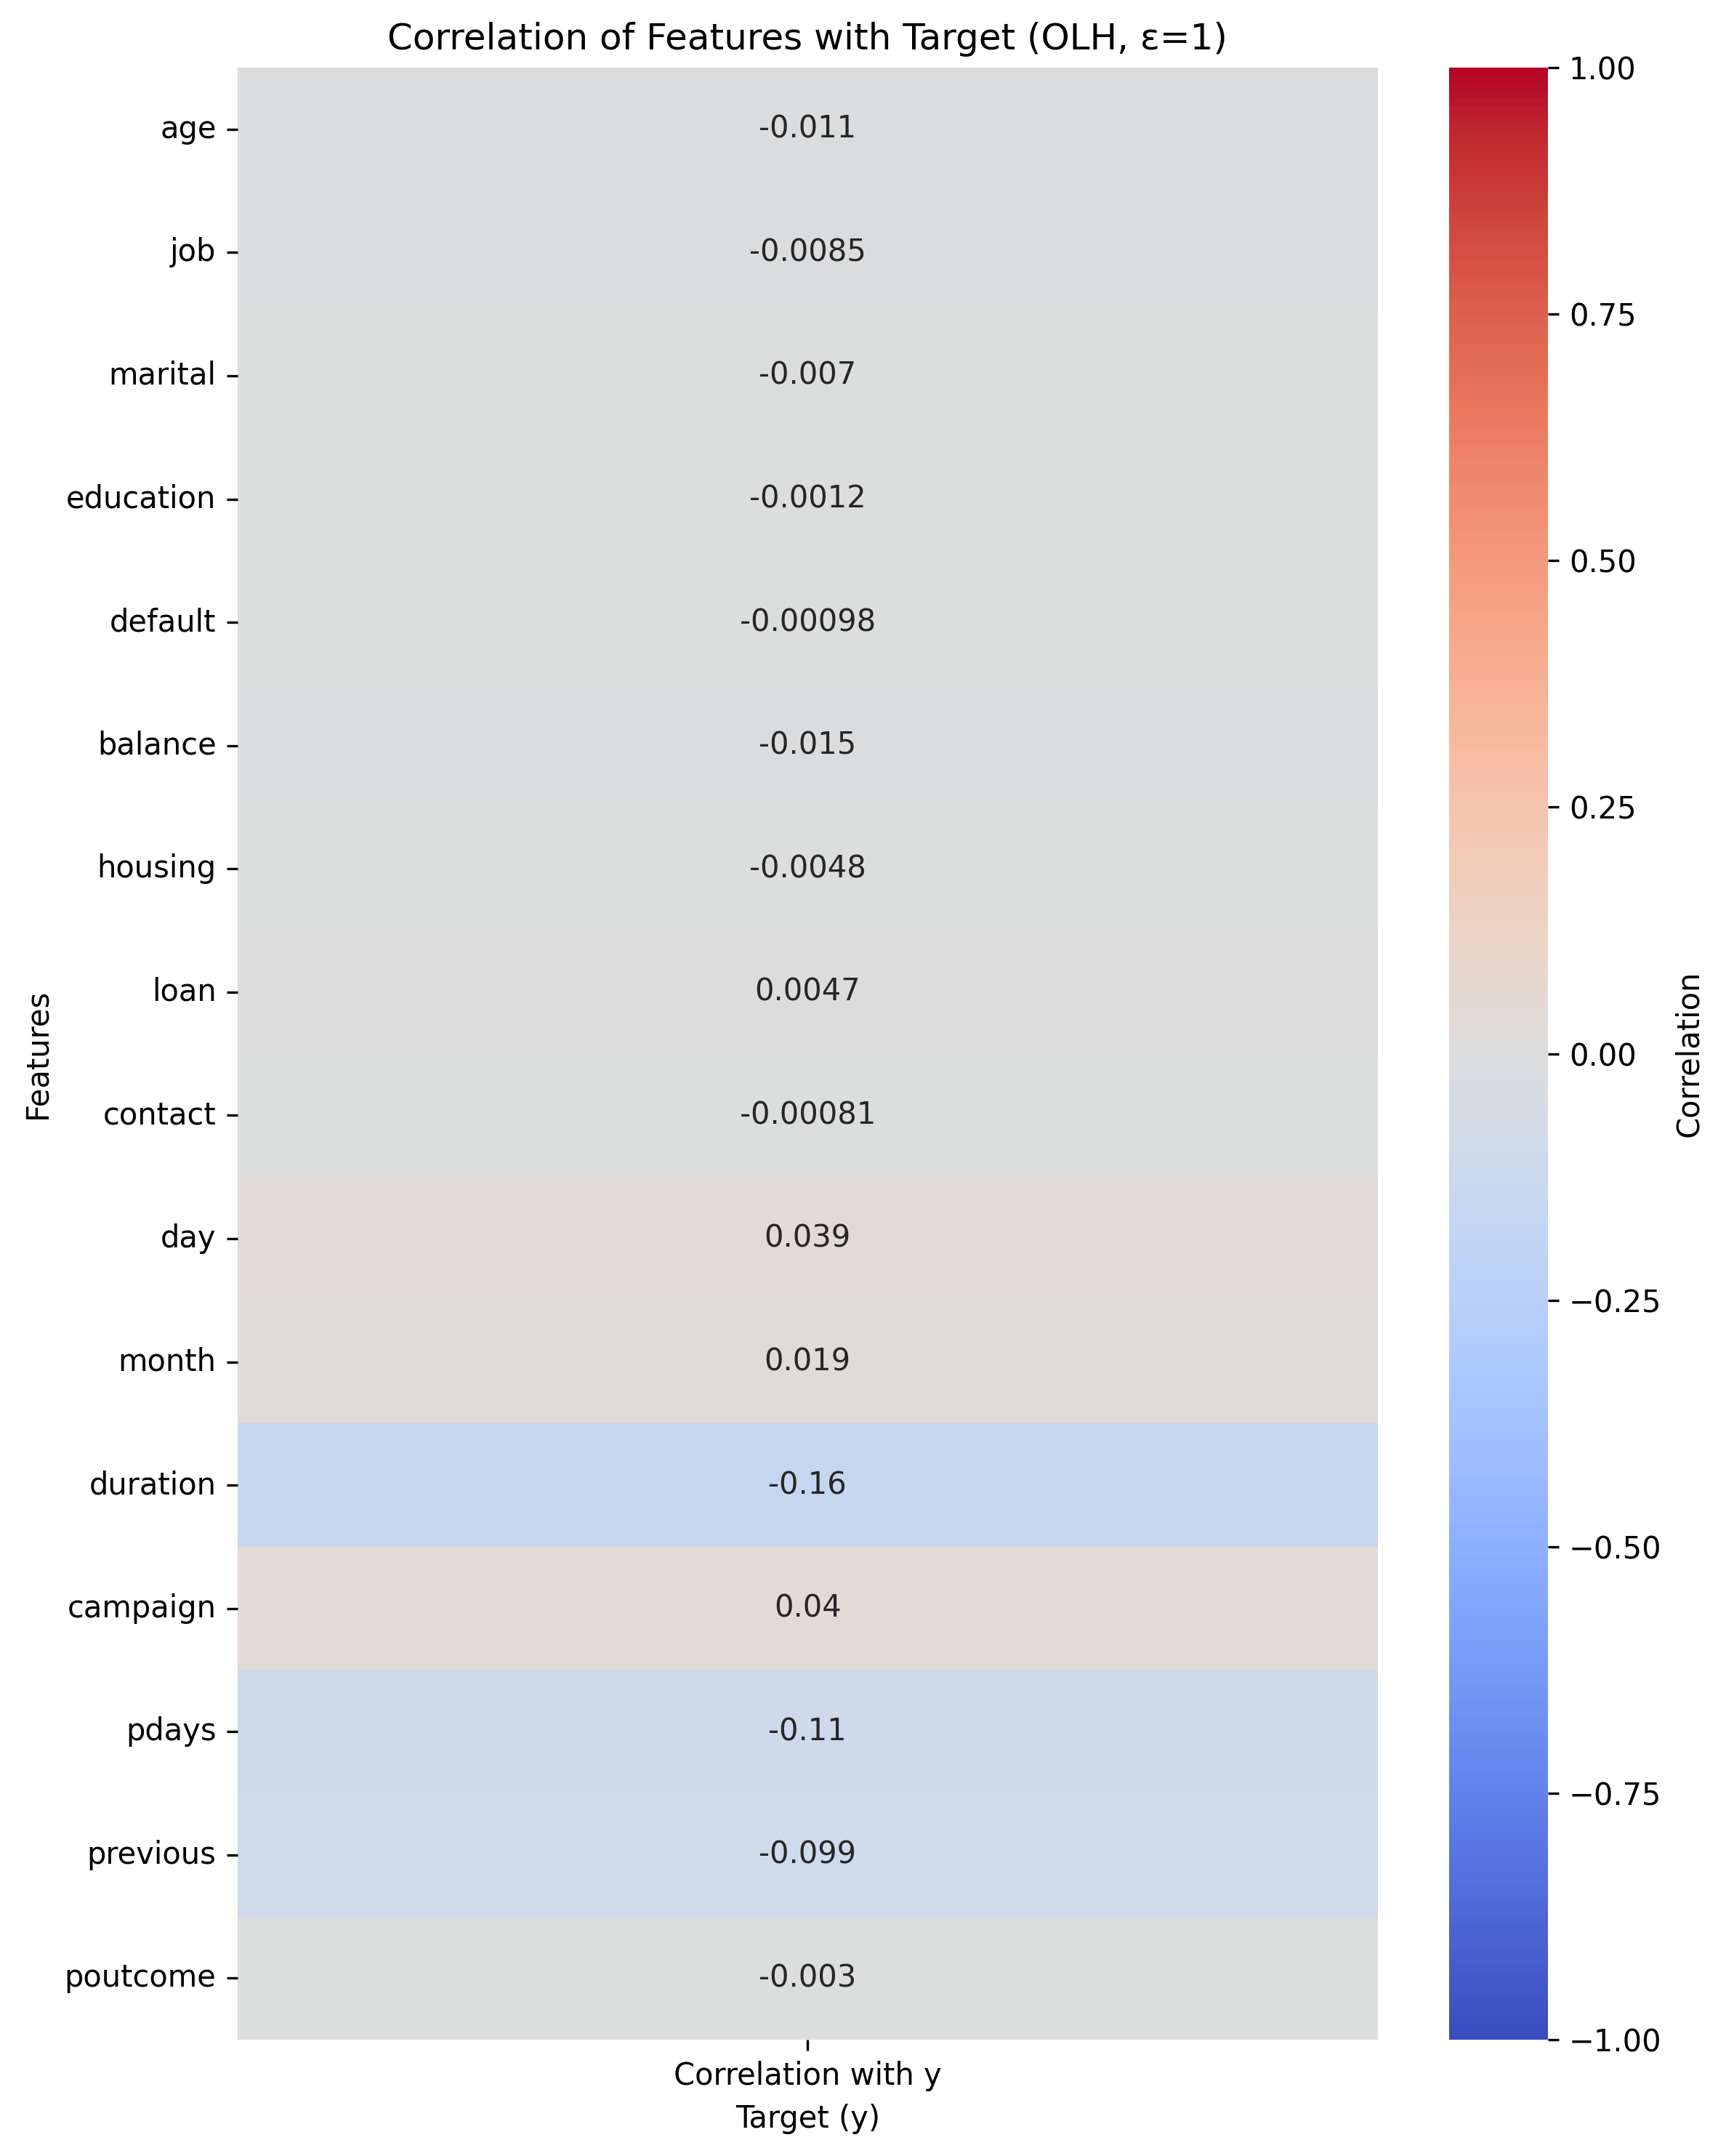 Correlation of Features with Target (OLH, ε=1)
Features
age -0.011
job -0.0085
marital -0.007
education -0.0012
default -0.00098
balance -0.015
housing -0.0048
loan 0.0047
contact -0.00081
day 0.039
month 0.019
duration -0.16
campaign 0.04
pdays -0.11
previous -0.099
poutcome -0.003
Correlation with y
Target (y)
1.00
0.75
0.50
0.25
0.00
−0.25
−0.50
−0.75
−1.00
Correlation